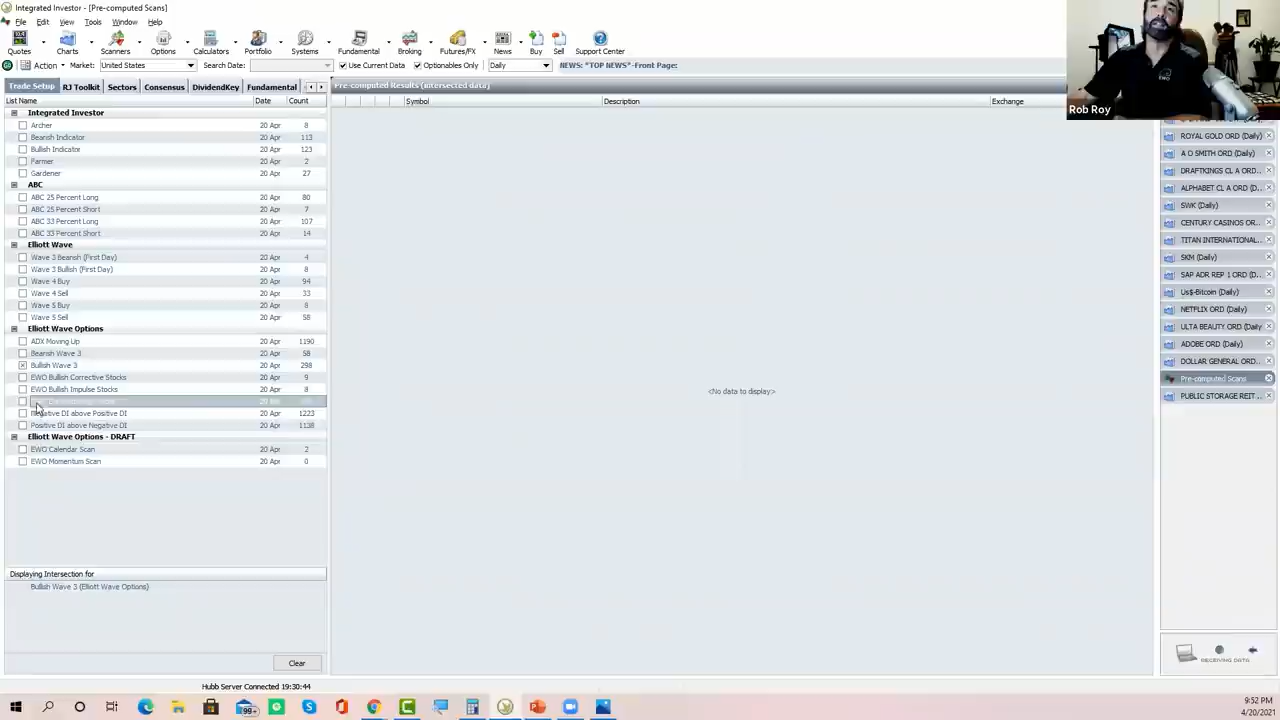 Integrated Investor - [Pre-computed Scans]
File Edit View Tools Window Help
Quotes Charts Scanners Options Calculators Portfolio Systems Fundamental Broking Futures/FX News Buy Sell Support Center
Action Market: United States Search Date: Use Current Data Optionables Only Daily NEWS: "TOP NEWS"-Front Page:
Trade Setup RJ Toolkit Sectors Consensus DividendKey Fundamental
Pre-computed Results (intersected data)
List Name Date Count
Symbol Description Exchange
Integrated Investor
Archer 20 Apr 8
Bearish Indicator 20 Apr 113
Bullish Indicator 20 Apr 123
Farmer 20 Apr 2
Gardener 20 Apr 27
ABC
ABC 25 Percent Long 20 Apr 80
ABC 25 Percent Short 20 Apr 7
ABC 33 Percent Long 20 Apr 107
ABC 33 Percent Short 20 Apr 14
Elliott Wave
Wave 3 Bearish (First Day) 20 Apr 4
Wave 3 Bullish (First Day) 20 Apr 8
Wave 4 Buy 20 Apr 94
Wave 4 Sell 20 Apr 33
Wave 5 Buy 20 Apr 8
Wave 5 Sell 20 Apr 58
Elliott Wave Options
ADX Moving Up 20 Apr 1190
Bearish Wave 3 20 Apr 58
Bullish Wave 3 20 Apr 298
EWO Bullish Corrective Stocks 20 Apr 9
EWO Bullish Impulse Stocks 20 Apr 8
Negative DI above Positive DI 20 Apr 1223
Positive DI above Negative DI 20 Apr 1138
Elliott Wave Options - DRAFT
EWO Calendar Scan 20 Apr 2
EWO Momentum Scan 20 Apr 0
<No data to display>
Displaying Intersection for
Bullish Wave 3 (Elliott Wave Options)
Clear
Rob Roy
EWO
ROYAL GOLD ORD (Daily)
A O SMITH ORD (Daily)
DRAFTKINGS CL A ORD...
ALPHABET CL A ORD (D...
SWK (Daily)
CENTURY CASINOS OR...
TITAN INTERNATIONAL...
SKM (Daily)
SAP ADR REP 1 ORD (D...
Us$-Bitcoin (Daily)
NETFLIX ORD (Daily)
ULTA BEAUTY ORD (Daily
ADOBE ORD (Daily)
DOLLAR GENERAL ORD...
Pre-computed Scans
PUBLIC STORAGE REIT ...
RECEIVING DATA
Hubb Server Connected 19:30:44
99+
9:52 PM
4/20/2021